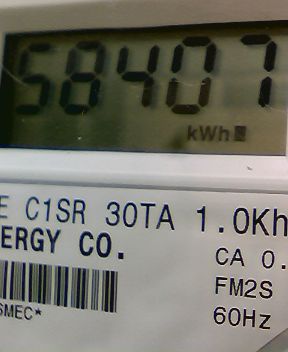 58407
kWh
E C1SR 30TA 1.0Kh
ERGY CO.
CA 0.
FM2S
SMEC*
60Hz